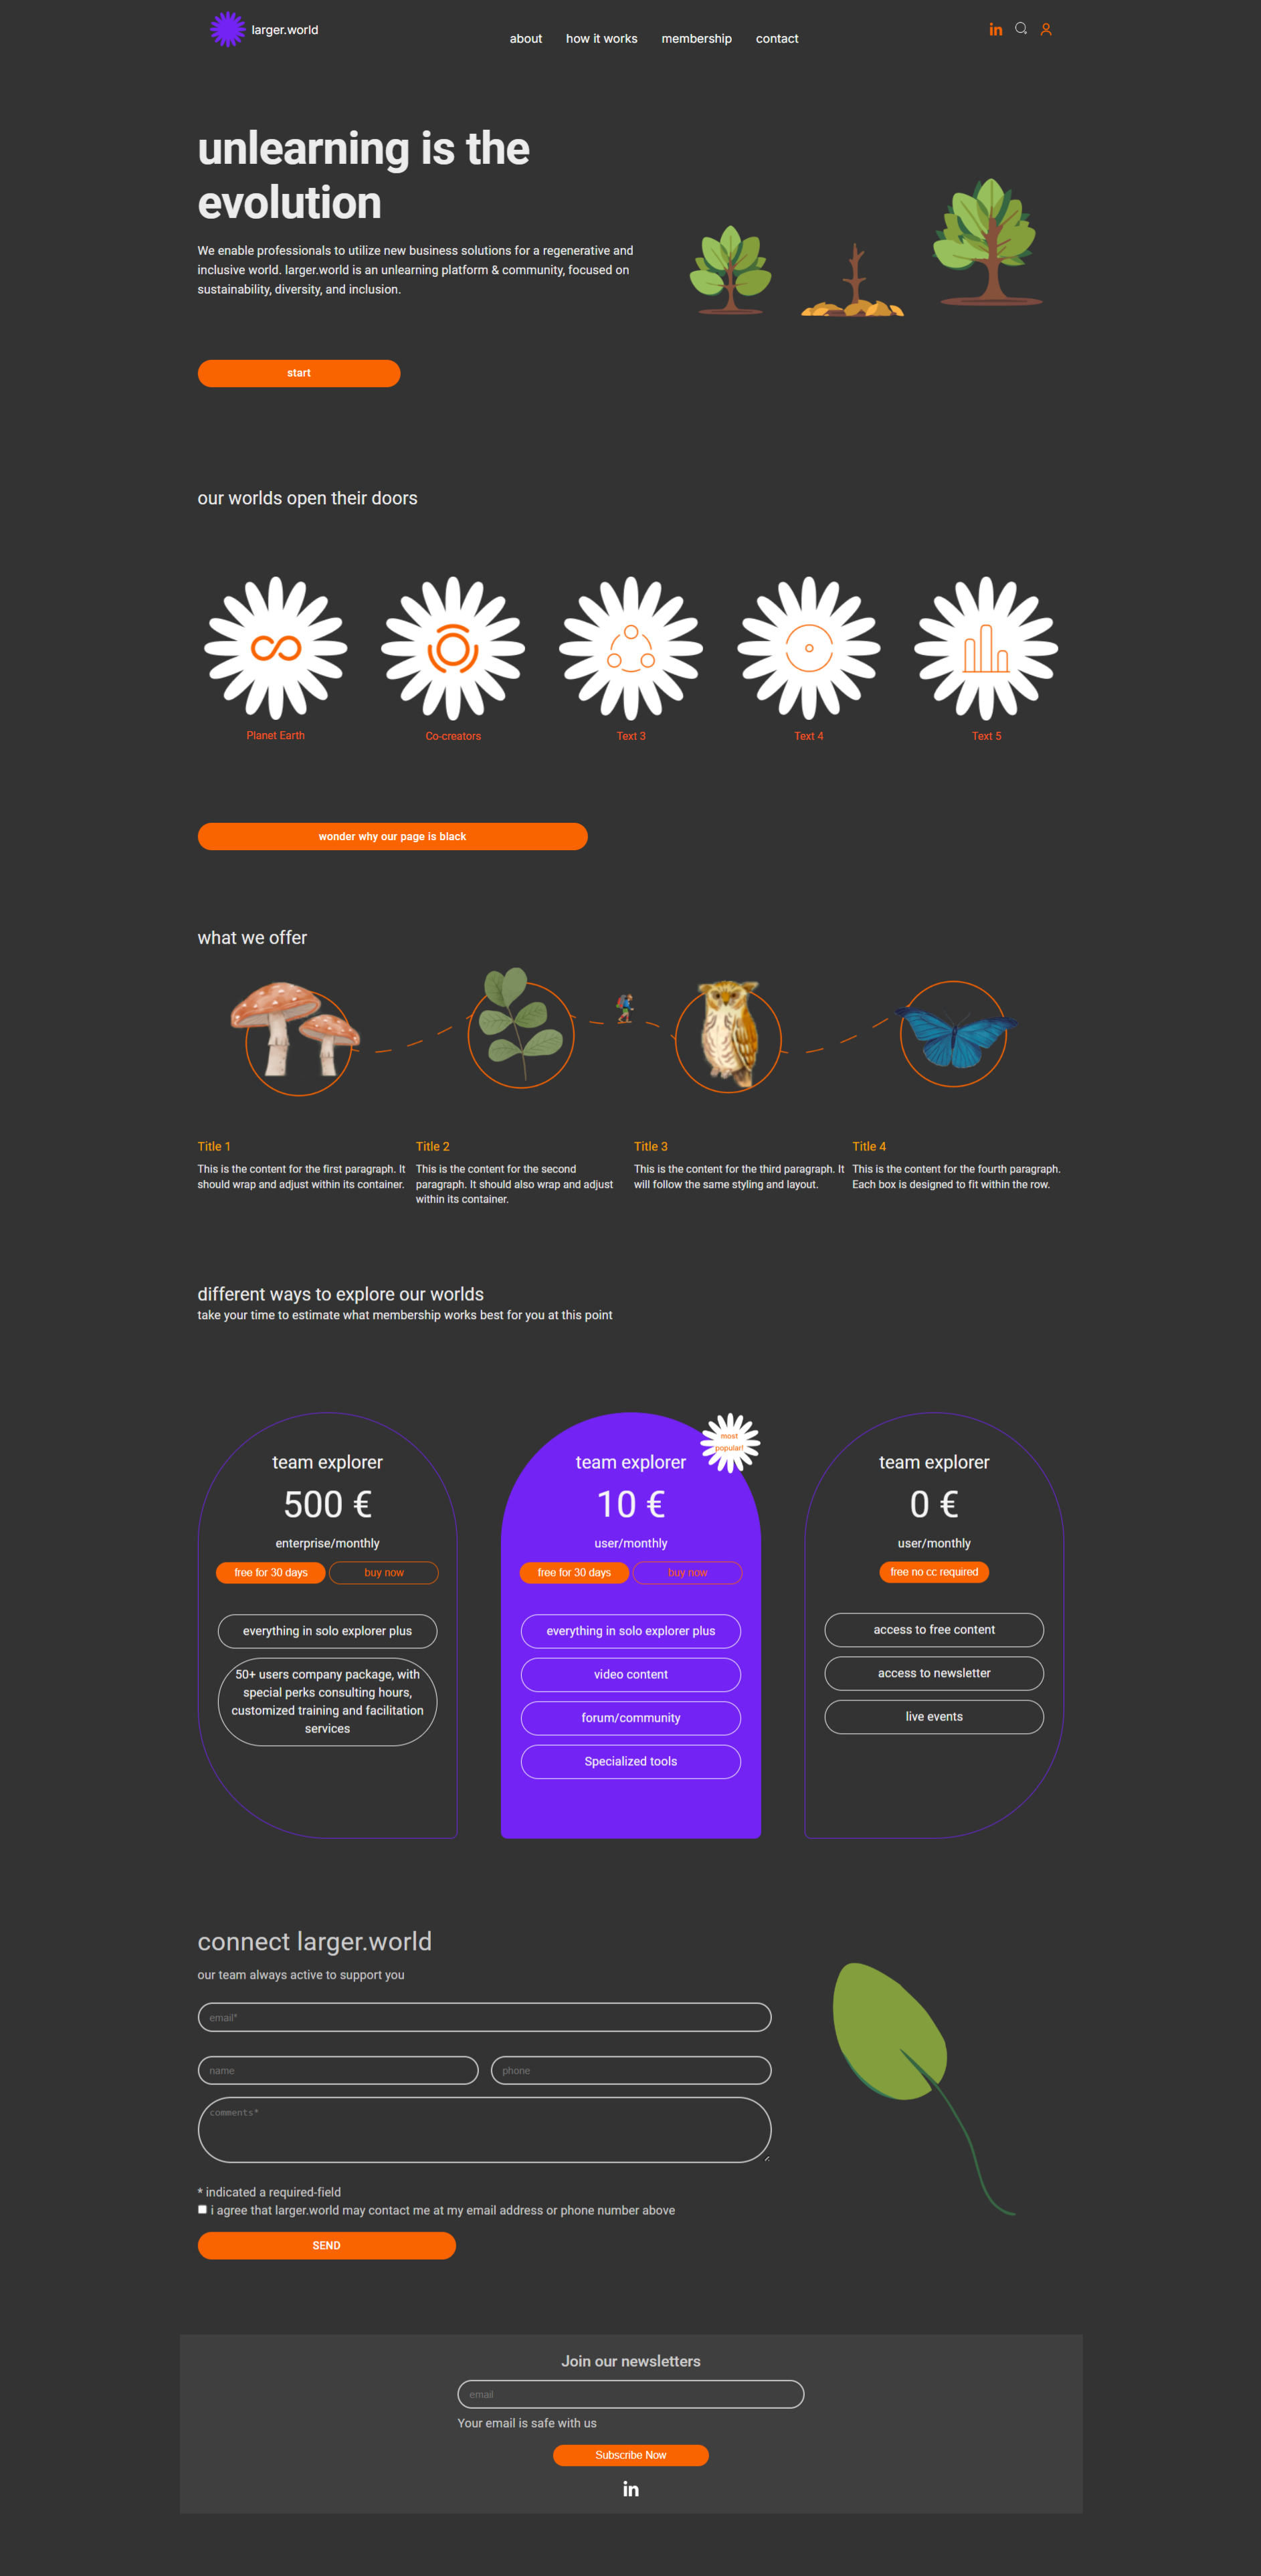 larger.world
about how it works membership contact
in
unlearning is the
evolution
We enable professionals to utilize new business solutions for a regenerative and
inclusive world. larger.world is an unlearning platform & community, focused on
sustainability, diversity, and inclusion.
start
our worlds open their doors
Planet Earth Co-creators Text 3 Text 4 Text 5
wonder why our page is black
what we offer
Title 1
This is the content for the first paragraph. It
should wrap and adjust within its container.
Title 2
This is the content for the second
paragraph. It should also wrap and adjust
within its container.
Title 3
This is the content for the third paragraph. It
will follow the same styling and layout.
Title 4
This is the content for the fourth paragraph.
Each box is designed to fit within the row.
different ways to explore our worlds
take your time to estimate what membership works best for you at this point
team explorer
500 €
enterprise/monthly
free for 30 days buy now
everything in solo explorer plus
50+ users company package, with
special perks consulting hours,
customized training and facilitation
services
most
popular!
team explorer
10 €
user/monthly
free for 30 days buy now
everything in solo explorer plus
video content
forum/community
Specialized tools
team explorer
0 €
user/monthly
free no cc required
access to free content
access to newsletter
live events
connect larger.world
our team always active to support you
email*
name phone
comments*
* indicated a required-field
i agree that larger.world may contact me at my email address or phone number above
SEND
Join our newsletters
email
Your email is safe with us
Subscribe Now
in